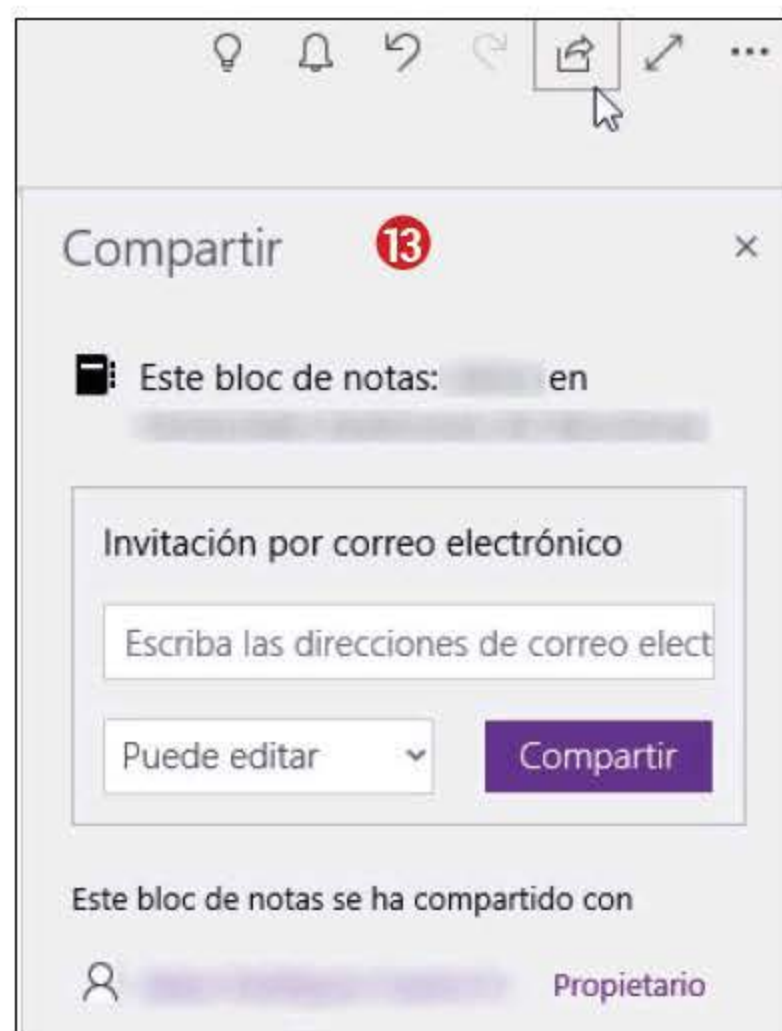 Compartir 13
Este bloc de notas: en
Invitación por correo electrónico
Escriba las direcciones de correo elect
Puede editar Compartir
Este bloc de notas se ha compartido con
Propietario